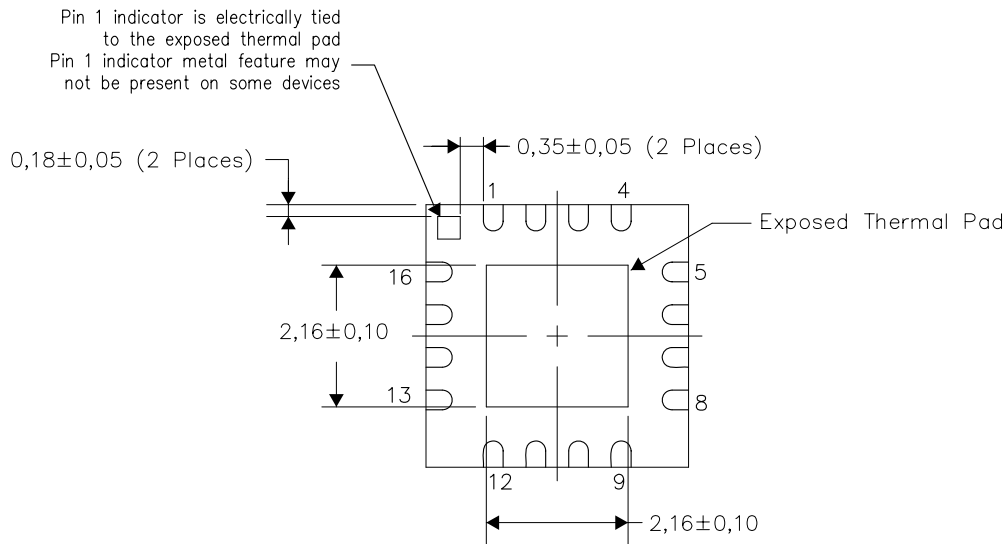 Pin 1 indicator is electrically tied
to the exposed thermal pad
Pin 1 indicator metal feature may
not be present on some devices
0,18±0,05 (2 Places)
0,35±0,05 (2 Places)
1
4
Exposed Thermal Pad
16
5
2,16±0,10
13
8
12
9
2,16±0,10